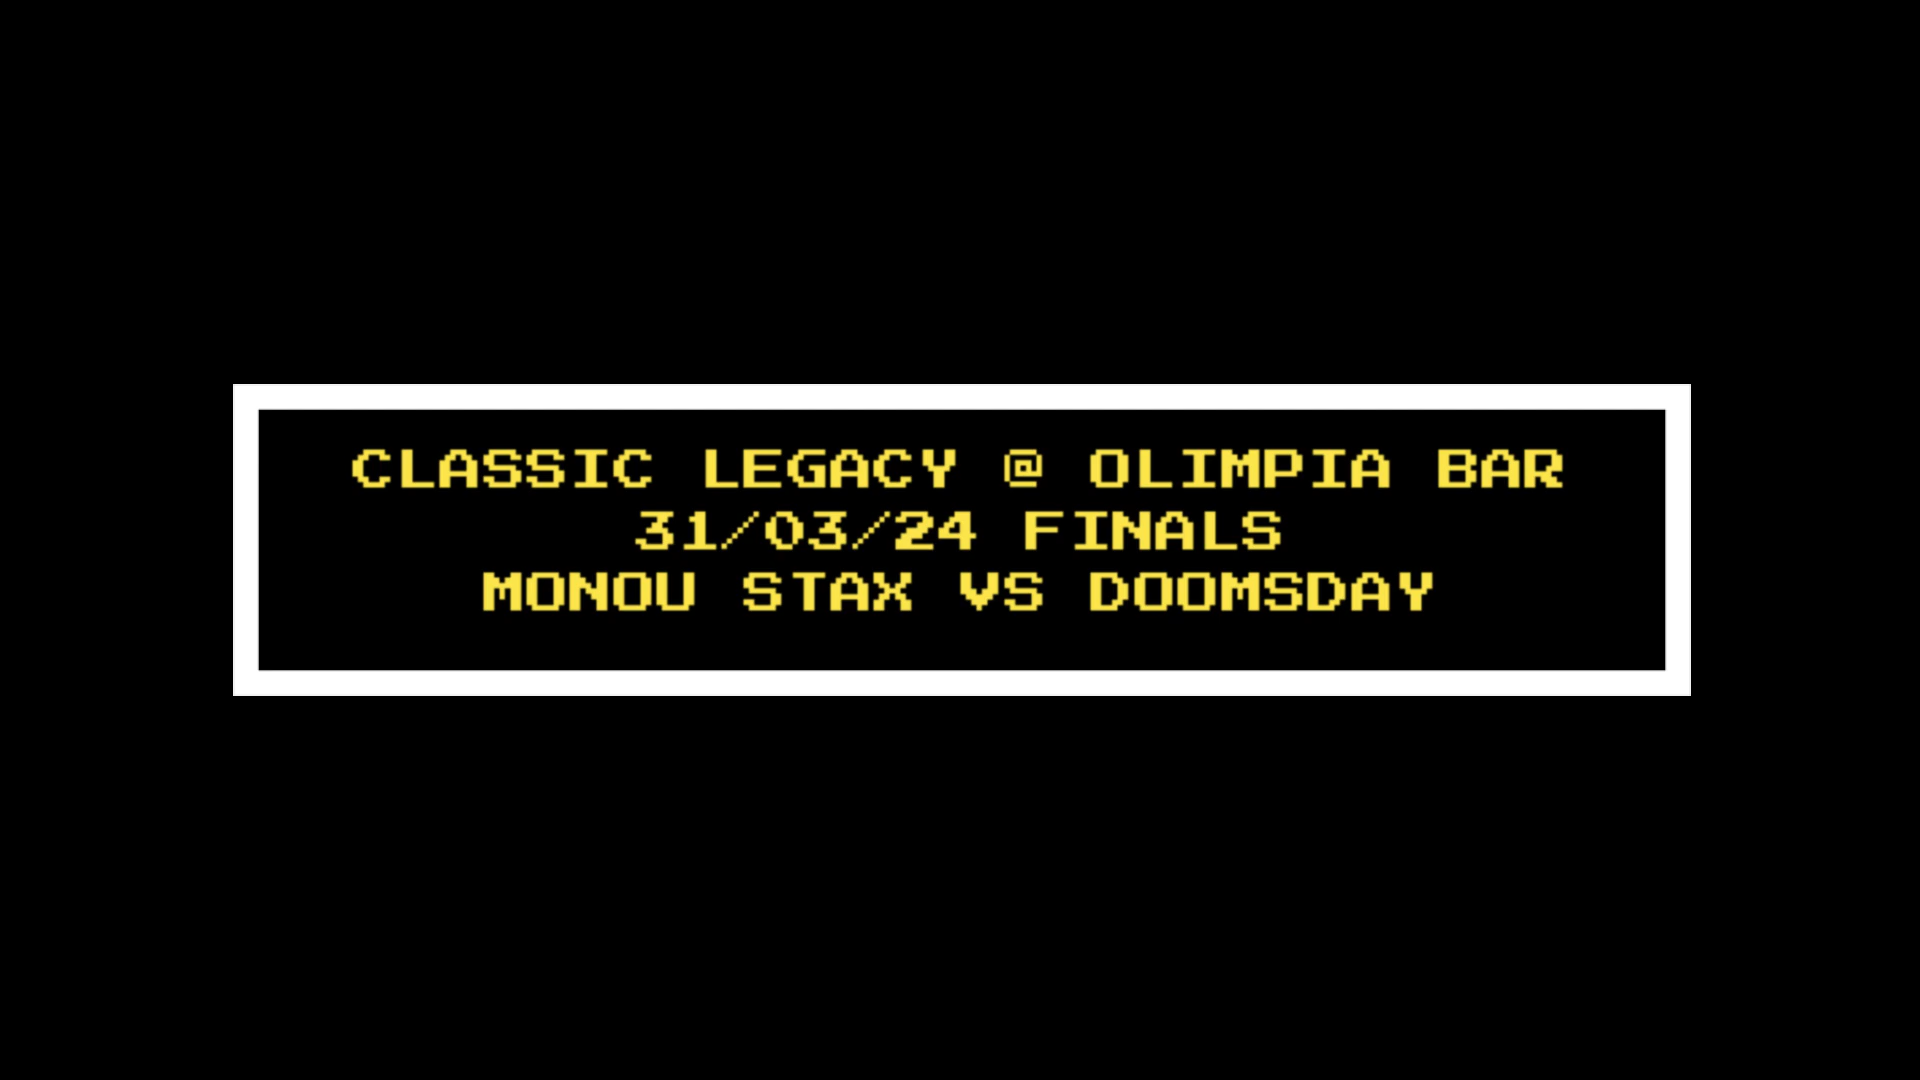 CLASSIC LEGACY @ OLIMPIA BAR
31/03/24 FINALS
MONOU STAX VS DOOMSDAY